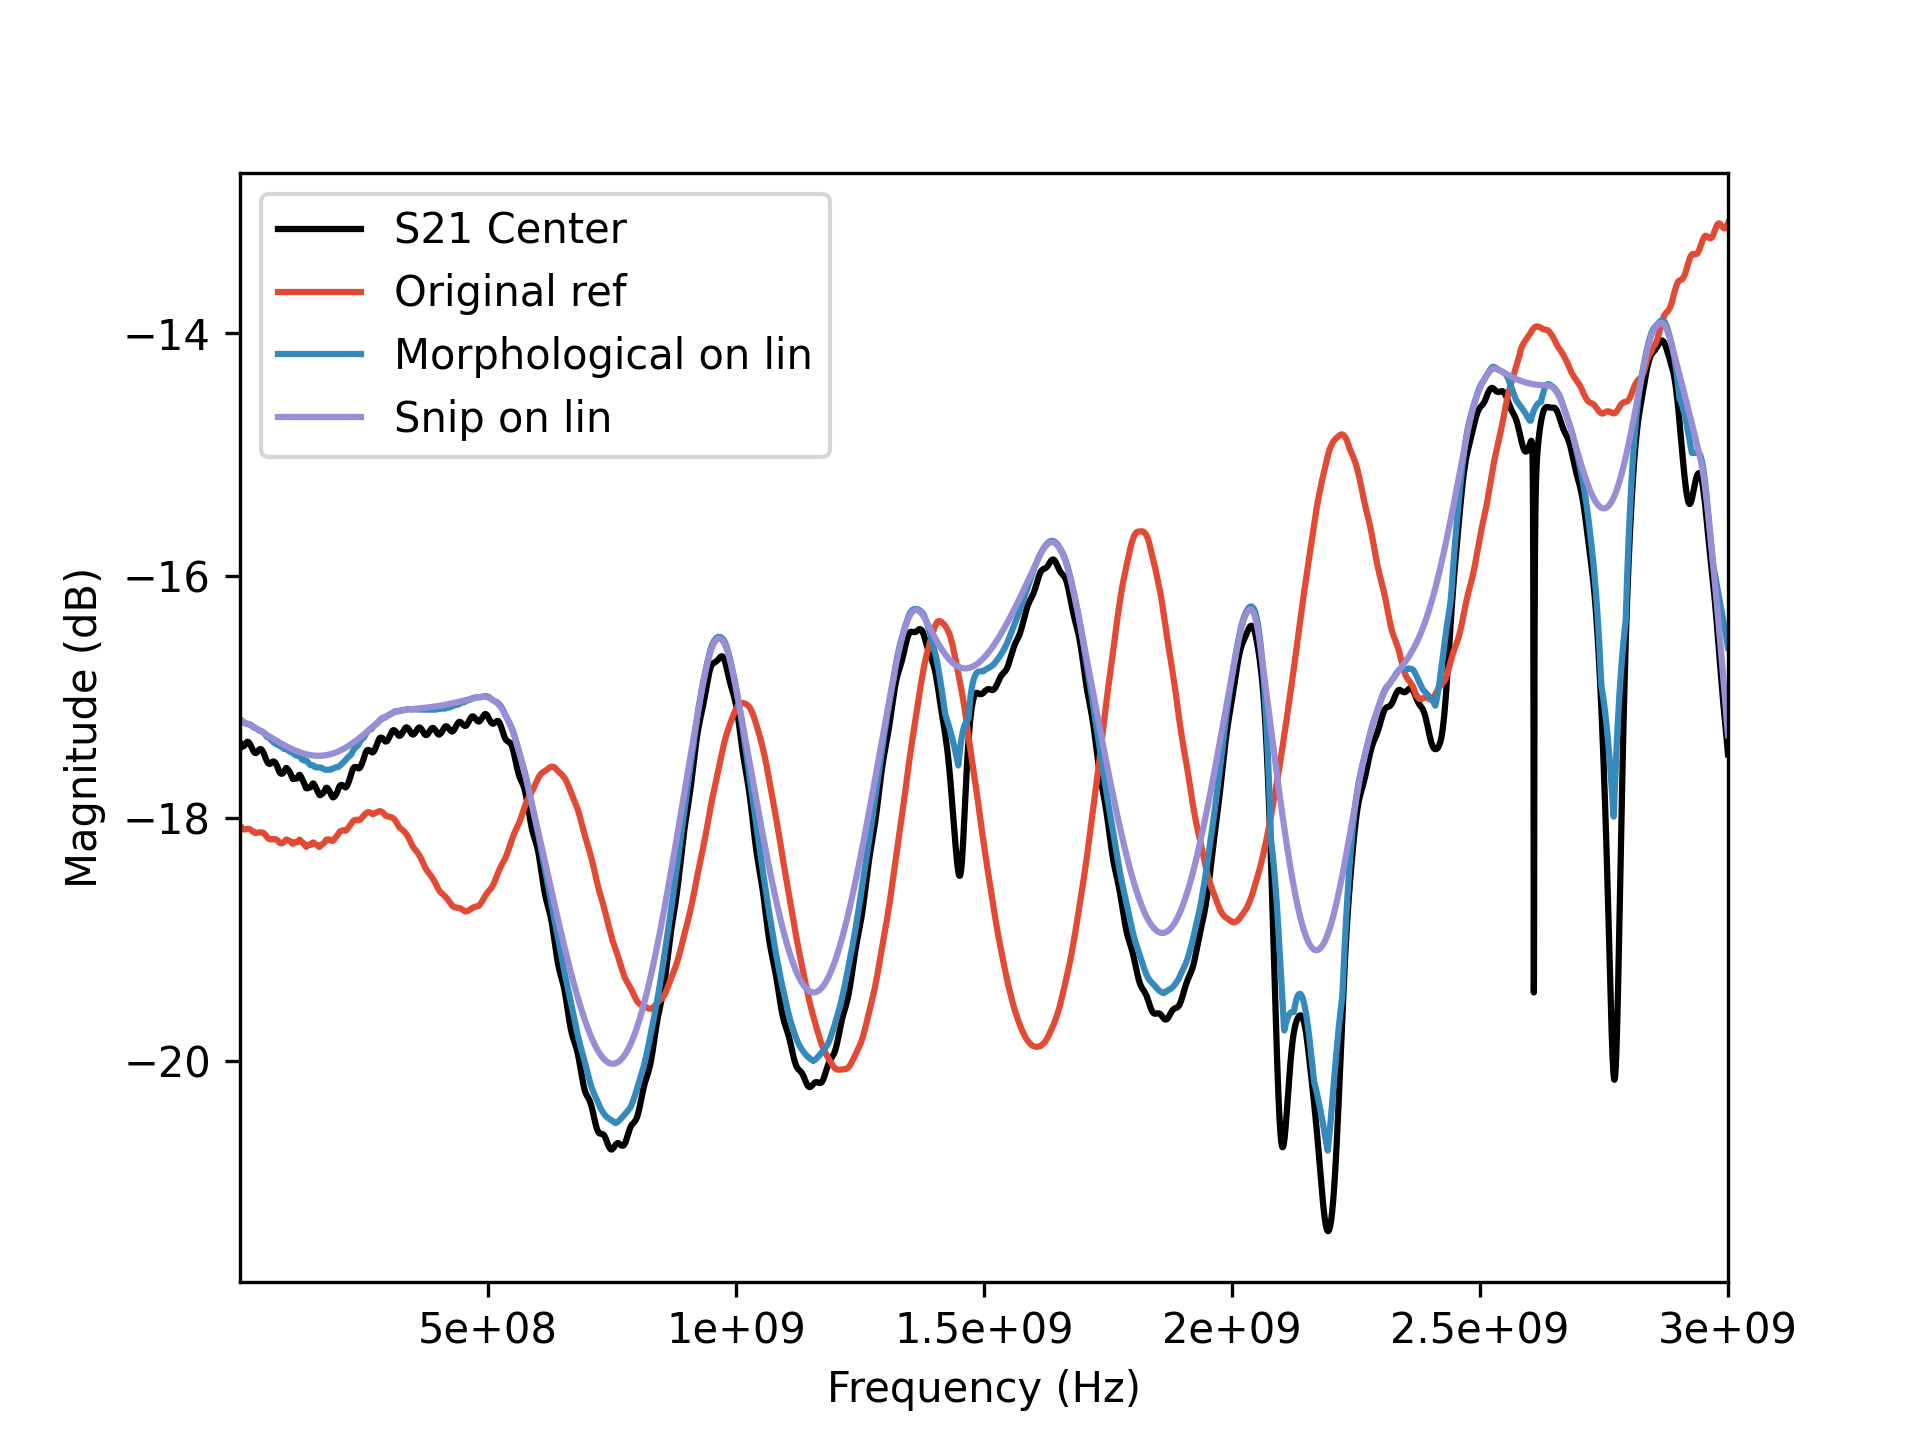 S21 Center
Original ref
Morphological on lin
Snip on lin
Magnitude (dB)
−14
−16
−18
−20
5e+08 1e+09 1.5e+09 2e+09 2.5e+09 3e+09
Frequency (Hz)